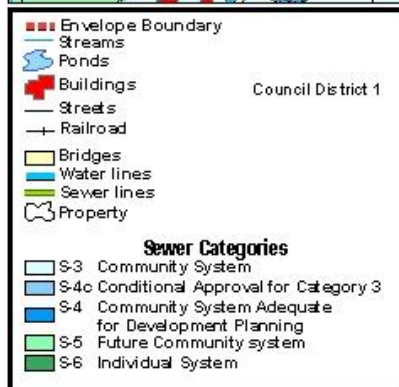 Envelope Boundary
Streams
Ponds
Buildings
Council District 1
Streets
Railroad
Bridges
Water lines
Sewer lines
Property
Sewer Categories
S-3 Community System
S-4c Conditional Approval for Category 3
S-4 Community System Adequate
for Development Planning
S-5 Future Community system
S-6 Individual System